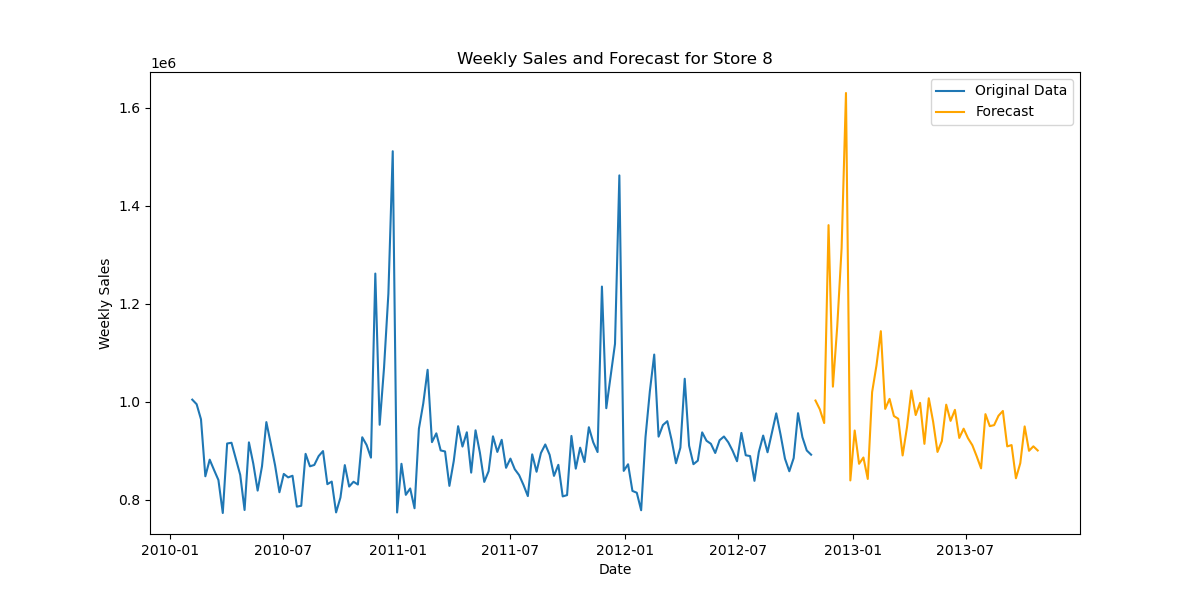 Weekly Sales and Forecast for Store 8
1e6
Original Data
Forecast
1.6
1.4
1.2
1.0
0.8
Weekly Sales
2010-01 2010-07 2011-01 2011-07 2012-01 2012-07 2013-01 2013-07
Date